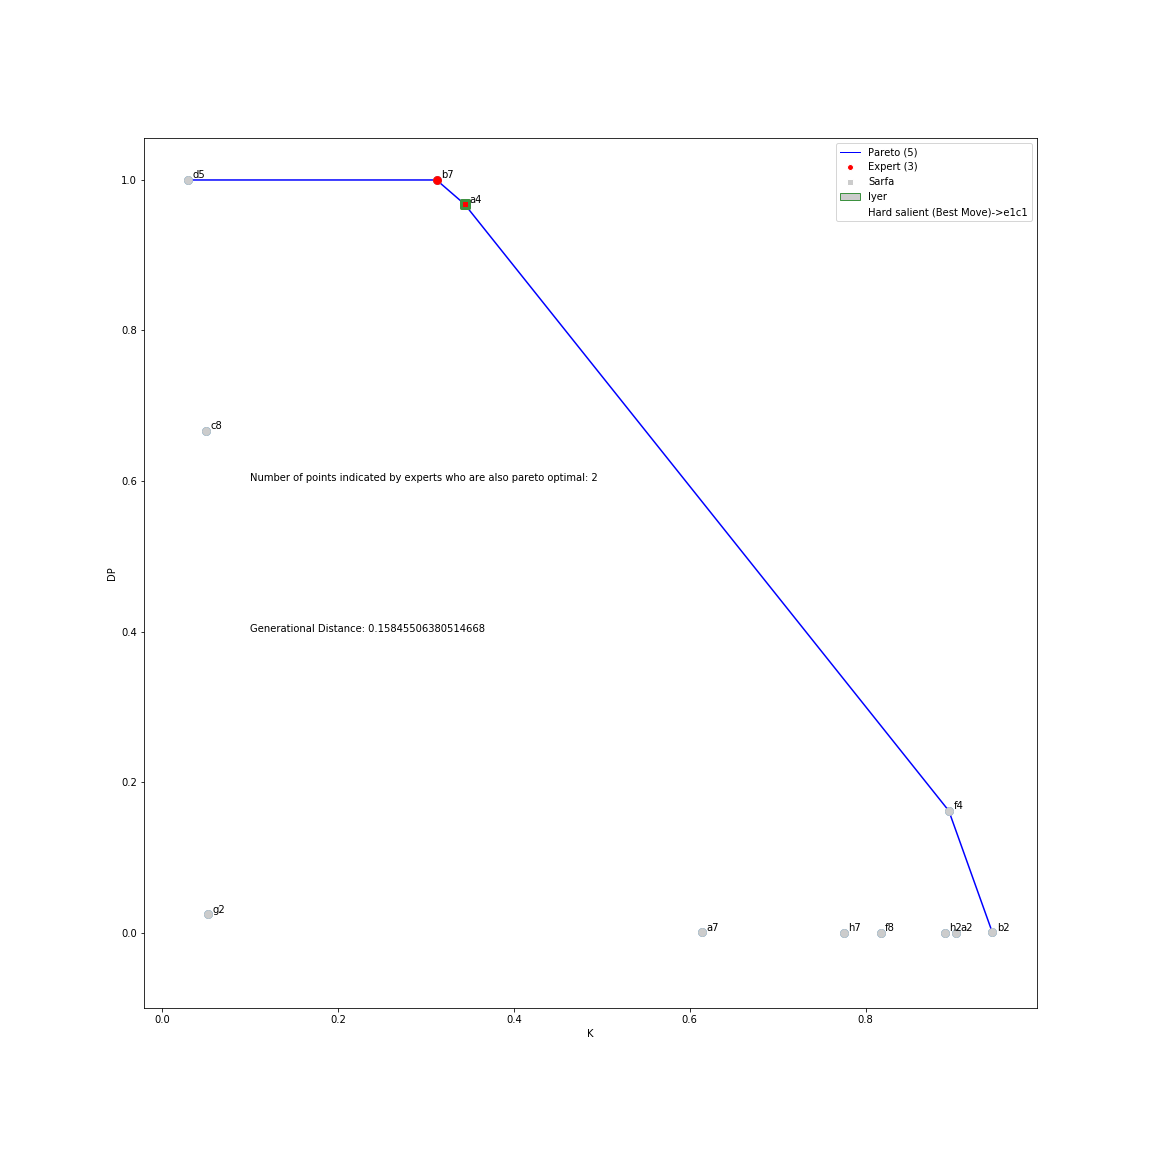 Pareto (5)
Expert (3)
Sarfa
Iyer
Hard salient (Best Move)->e1c1
d5
b7
a4
c8
Number of points indicated by experts who are also pareto optimal: 2
Generational Distance: 0.15845506380514668
f4
g2
a7
h7
f8
h2
a2
b2
1.0
0.8
0.6
0.4
0.2
0.0
DP
0.0
0.2
0.4
0.6
0.8
K